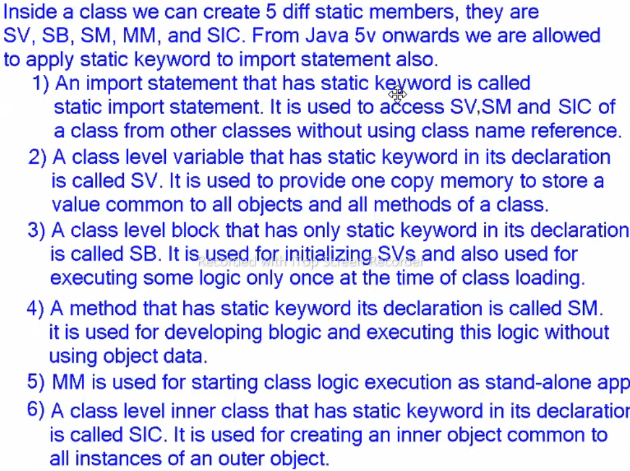 Inside a class we can create 5 diff static members, they are
SV, SB, SM, MM, and SIC. From Java 5v onwards we are allowed
to apply static keyword to import statement also.
1) An import statement that has static keyword is called
static import statement. It is used to access SV,SM and SIC of
a class from other classes without using class name reference.
2) A class level variable that has static keyword in its declaration
is called SV. It is used to provide one copy memory to store a
value common to all objects and all methods of a class.
3) A class level block that has only static keyword in its declaration
is called SB. It is used for initializing SVs and also used for
Recorded with iTop Screen Recorder
executing some logic only once at the time of class loading.
4) A method that has static keyword its declaration is called SM.
it is used for developing blogic and executing this logic without
using object data.
5) MM is used for starting class logic execution as stand-alone app
6) A class level inner class that has static keyword in its declaration
is called SIC. It is used for creating an inner object common to
all instances of an outer object.